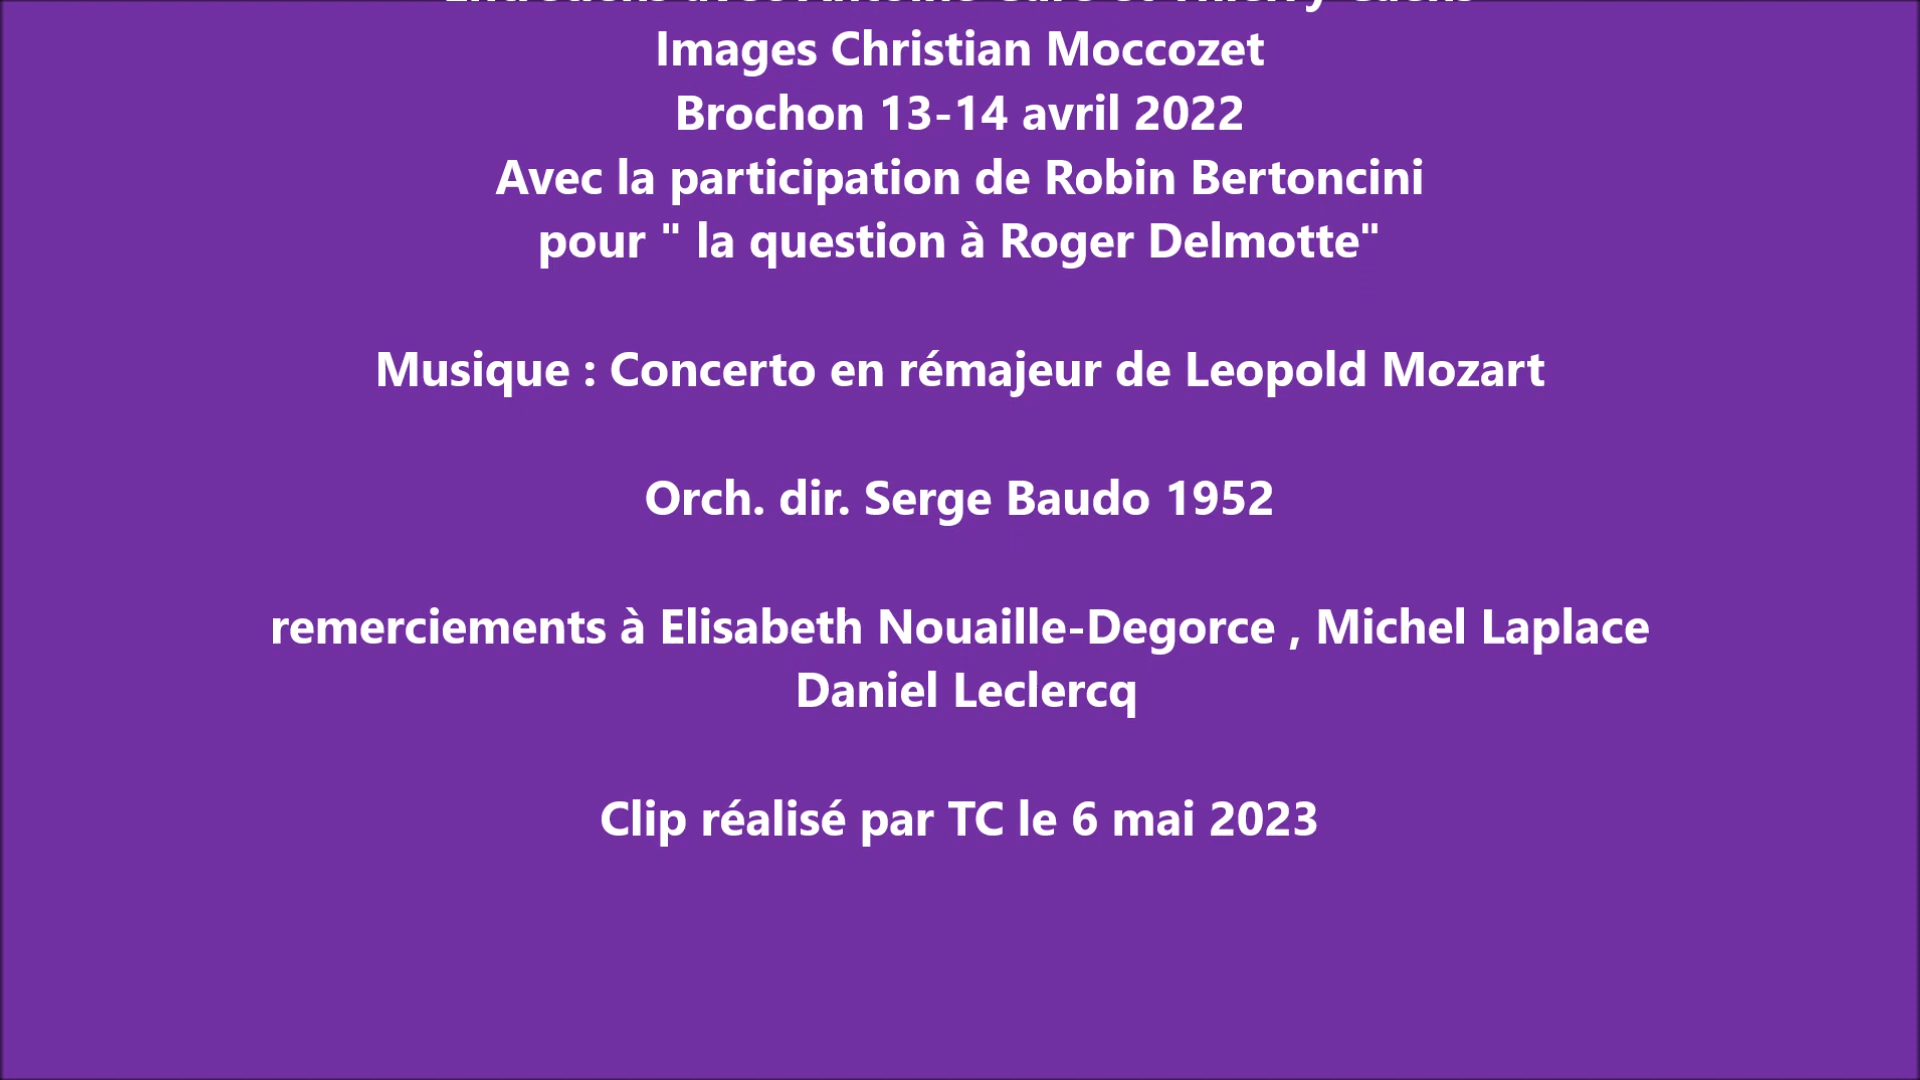 Images Christian Moccozet
Brochon 13-14 avril 2022
Avec la participation de Robin Bertoncini
pour " la question à Roger Delmotte"
Musique : Concerto en rémajeur de Leopold Mozart
Orch. dir. Serge Baudo 1952
remerciements à Elisabeth Nouaille-Degorce , Michel Laplace
Daniel Leclercq
Clip réalisé par TC le 6 mai 2023